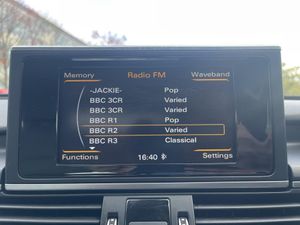 Memory Radio FM Waveband
-JACKIE- Pop
BBC 3CR Varied
BBC 3CR Varied
BBC R1 Pop
BBC R2 Varied
BBC R3 Classical
Functions 16:40 Settings